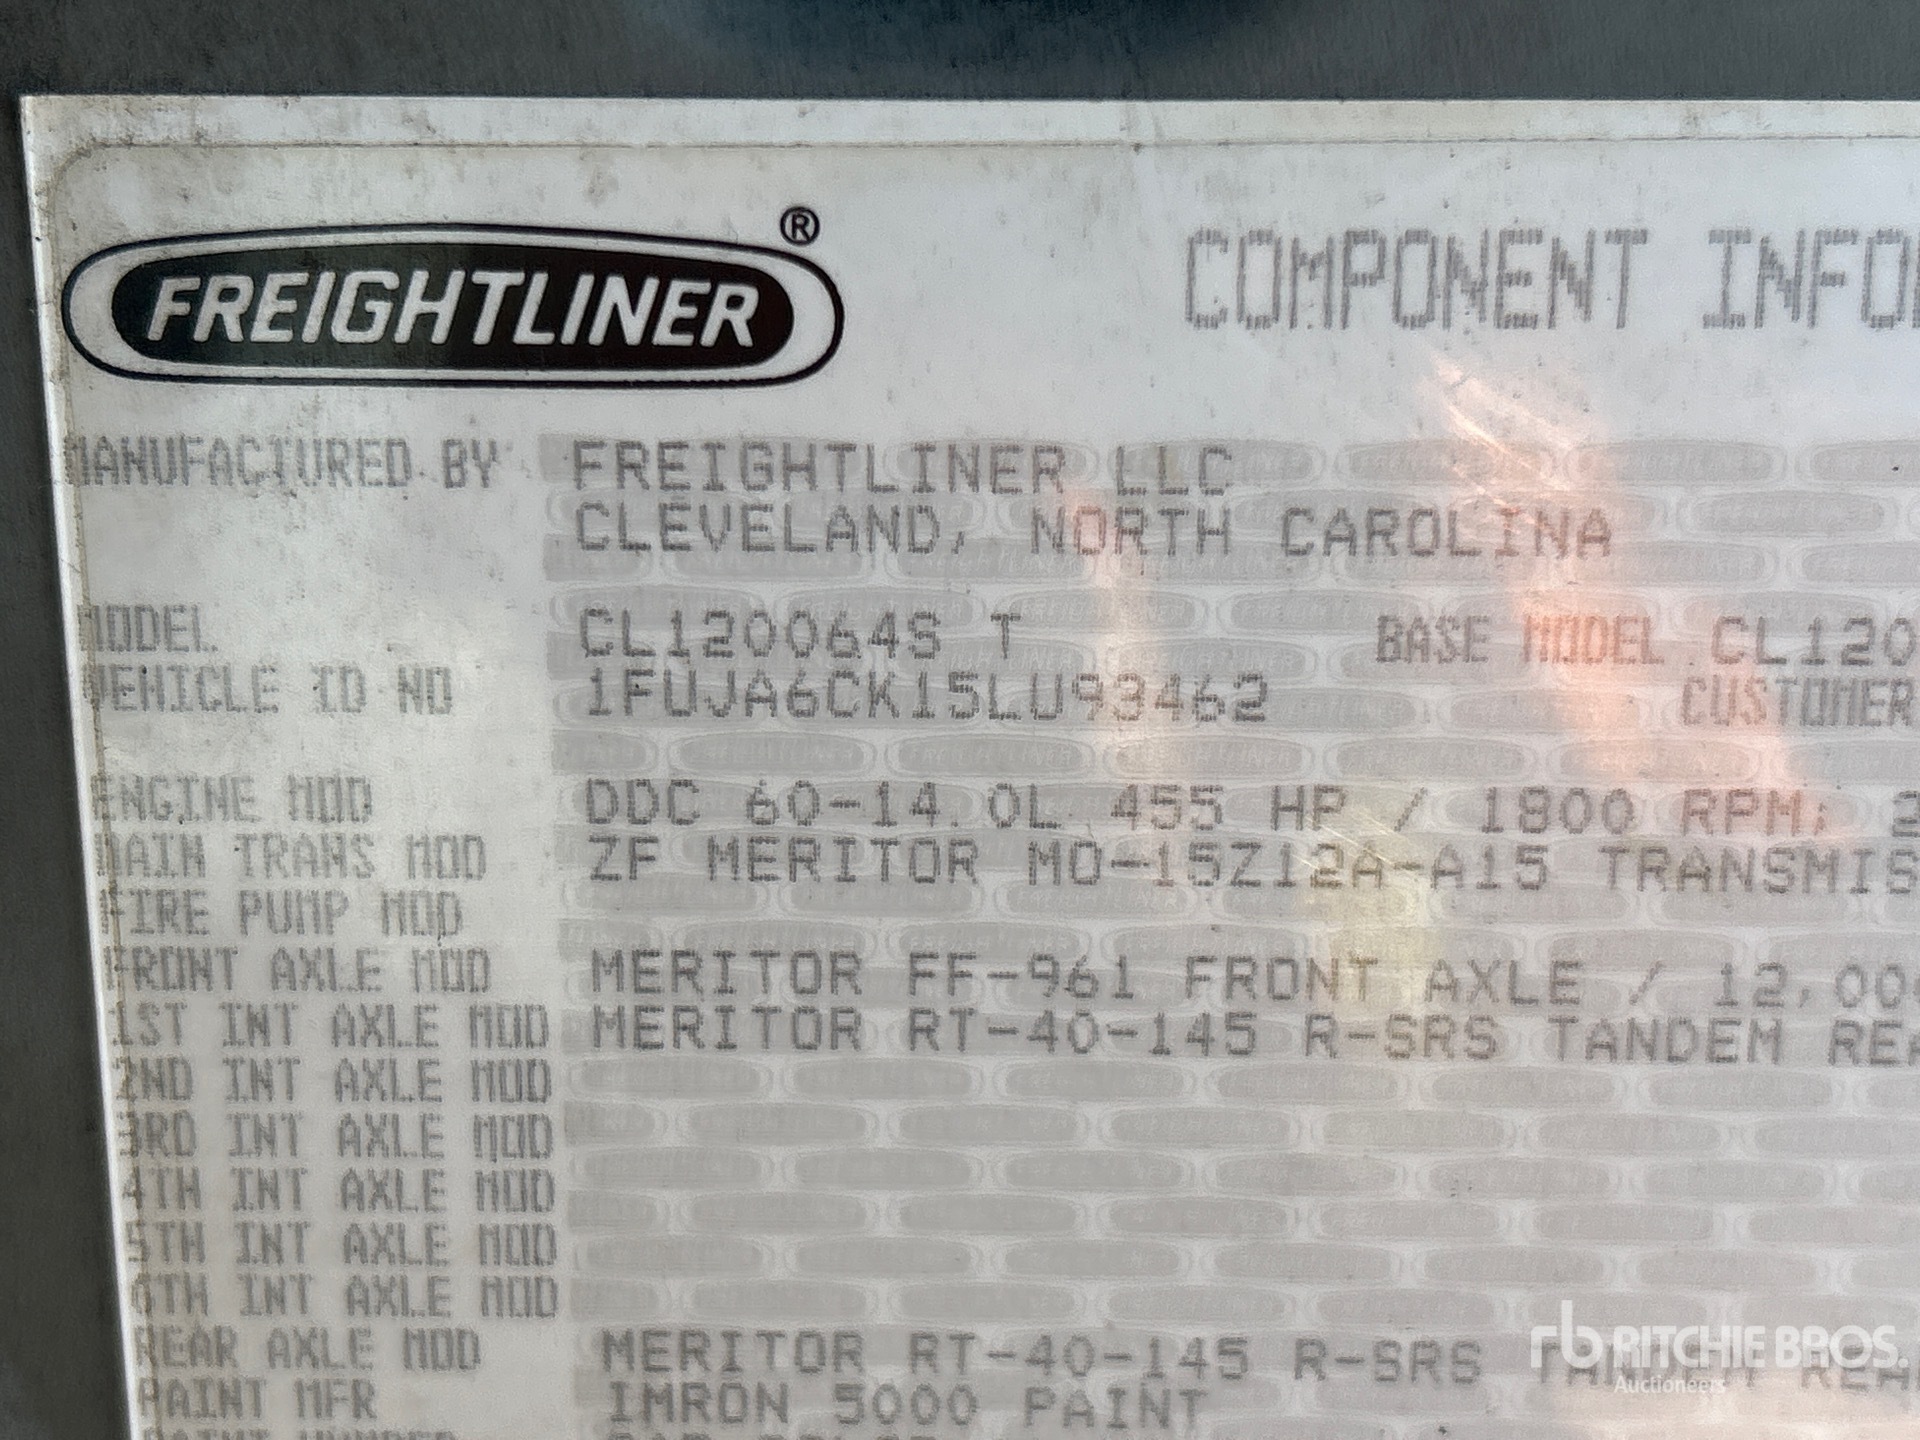 FREIGHTLINER ®
COMPONENT INFO
MANUFACTURED BY FREIGHTLINER LLC
CLEVELAND, NORTH CAROLINA
MODEL CL120064S T BASE MODEL CL120
VEHICLE ID NO 1FUJA6CK15LU93462 CUSTOMER
ENGINE MOD DDC 60-14.0L 455 HP / 1800 RPM; 2
MAIN TRANS MOD ZF MERITOR MO-15Z12A-A15 TRANSMIS
FIRE PUMP MOD
FRONT AXLE MOD MERITOR FF-961 FRONT AXLE / 12,00
1ST INT AXLE MOD MERITOR RT-40-145 R-SRS TANDEM REA
2ND INT AXLE MOD
3RD INT AXLE MOD
4TH INT AXLE MOD
5TH INT AXLE MOD
6TH INT AXLE MOD
REAR AXLE MOD MERITOR RT-40-145 R-SRS
PAINT MFR IMRON 5000 PAINT
rb RITCHIE BROS.
Auctioneers